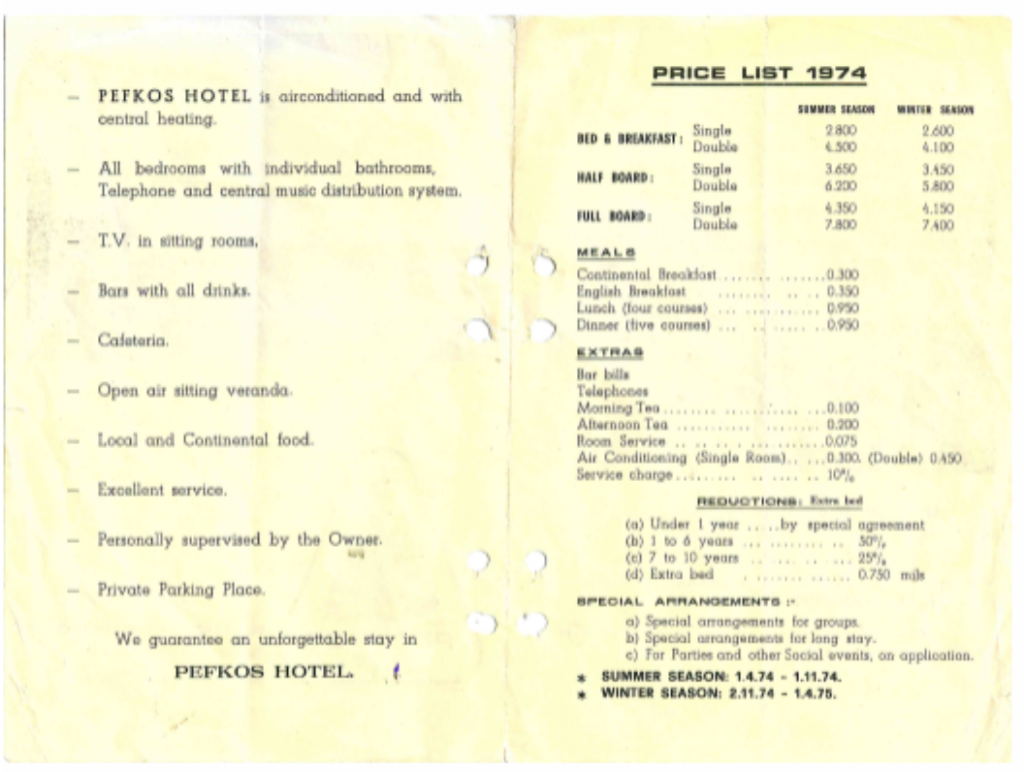 — PEFKOS HOTEL is airconditioned and with
central heating.
— All bedrooms with individual bathrooms,
Telephone and central music distribution system.
— T.V. in sitting rooms.
— Bars with all drinks.
— Cafeteria.
— Open air sitting veranda.
— Local and Continental food.
— Excellent service.
— Personally supervised by the Owner.
— Private Parking Place.
We guarantee an unforgettable stay in
PEFKOS HOTEL.
PRICE LIST 1974
SUMMER SEASON WINTER SEASON
BED & BREAKFAST: Single 2.800 2.600
Double 4.500 4.100
HALF BOARD: Single 3.650 3.450
Double 6.200 5.800
FULL BOARD: Single 4.350 4.150
Double 7.800 7.400
MEALS
Continental Breakfast .... .......... ......0.300
English Breakfast ........ .. .. 0.350
Lunch (four courses) ... .. .......... 0.950
Dinner (five courses) ... .. .......... 0.950
EXTRAS
Bar bills
Telephones
Morning Tea ........ .......... ......0.100
Afternoon Tea ........... .......... ...0.200
Room Service .. .. .. . .......... ....0.075
Air Conditioning (Single Room).. ....0.300. (Double) 0.450
Service charge ......... .. .... .. 10%
REDUCTIONS: Extra bed
(a) Under 1 year .. ...by special agreement
(b) 1 to 6 years ... ........ .. 50%
(c) 7 to 10 years .... .. ... .. 25%
(d) Extra bed . ....... ...... 0.750 mils
SPECIAL ARRANGEMENTS :-
a) Special arrangements for groups.
b) Special arrangements for long stay.
c) For Parties and other Social events, on application.
* SUMMER SEASON: 1.4.74 - 1.11.74.
* WINTER SEASON: 2.11.74 - 1.4.75.